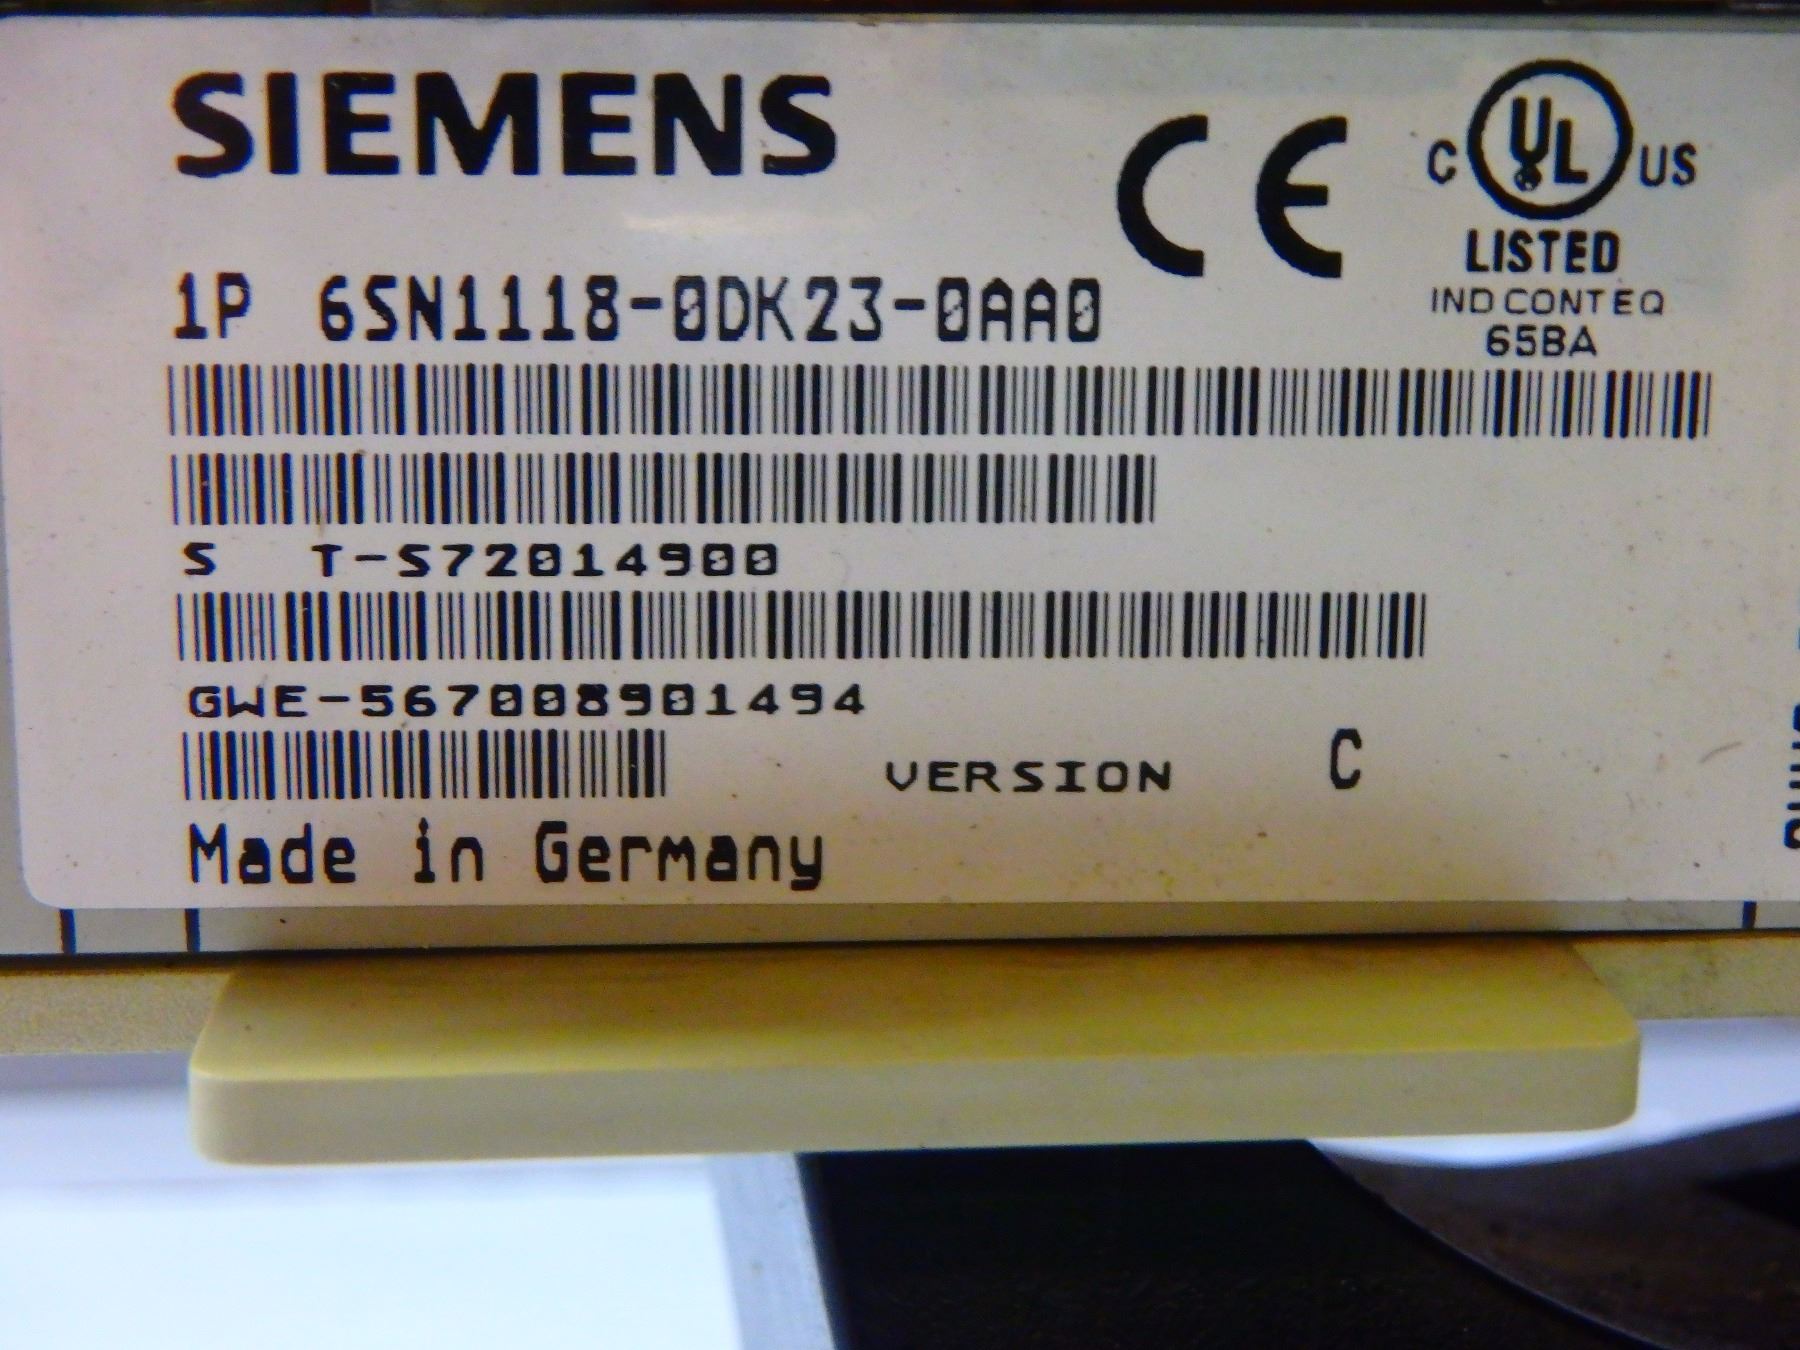 SIEMENS
CE
C UL US
LISTED
IND CONT EQ
65BA
1P 6SN1118-0DK23-0AA0
S T-S72014900
GWE-567008901494
VERSION C
Made in Germany